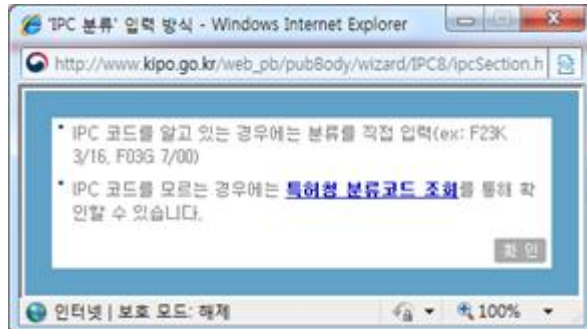 'IPC 분류' 입력 방식 - Windows Internet Explorer
http://www.kipo.go.kr/web_pb/pubBody/wizard/IPC8/ipcSection.h
• IPC 코드를 알고 있는 경우에는 분류를 직접 입력(ex: F23K
3/16, F03G 7/00)
• IPC 코드를 모르는 경우에는 특허청 분류코드 조회를 통해 확
인할 수 있습니다.
확 인
인터넷 | 보호 모드: 해제
100%